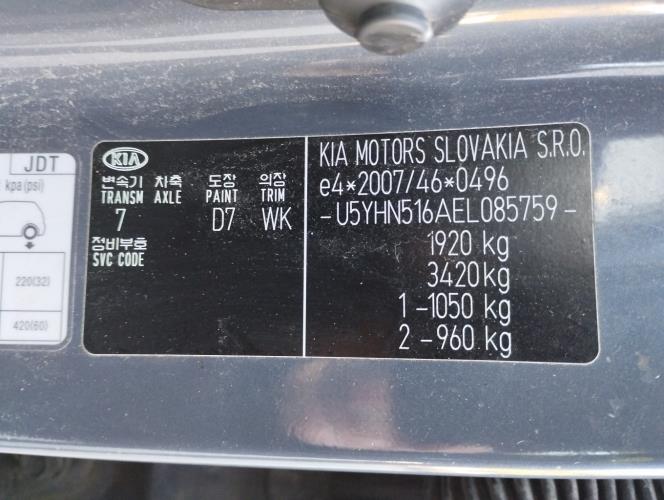 JDT
kpa(psi)
220(32)
420(60)
KIA
변속기 차축 도장 의장
TRANSM AXLE PAINT TRIM
7 D7 WK
정비부호
SVC CODE
KIA MOTORS SLOVAKIA S.R.O.
e4*2007/46*0496
-U5YHN516AEL085759-
1920 kg
3420 kg
1-1050 kg
2-960 kg